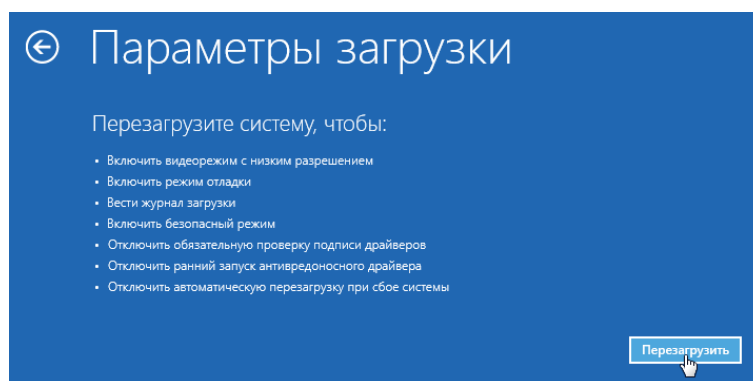 Параметры загрузки
Перезагрузите систему, чтобы:
• Включить видеорежим с низким разрешением
• Включить режим отладки
• Вести журнал загрузки
• Включить безопасный режим
• Отключить обязательную проверку подписи драйверов
• Отключить ранний запуск антивредоносного драйвера
• Отключить автоматическую перезагрузку при сбое системы
Перезагрузить